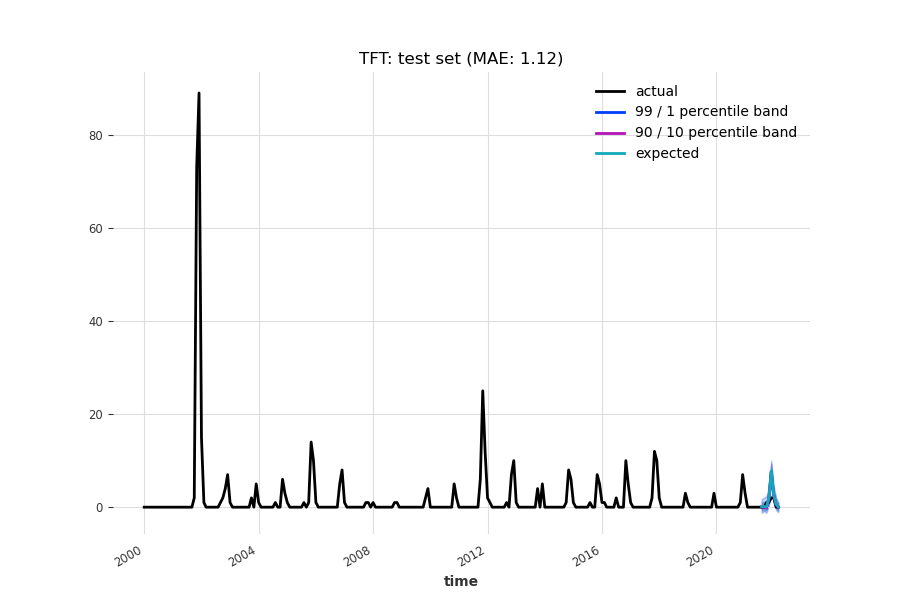 TFT: test set (MAE: 1.12)
actual
99 / 1 percentile band
90 / 10 percentile band
expected
80
60
40
20
0
2000
2004
2008
2012
2016
2020
time